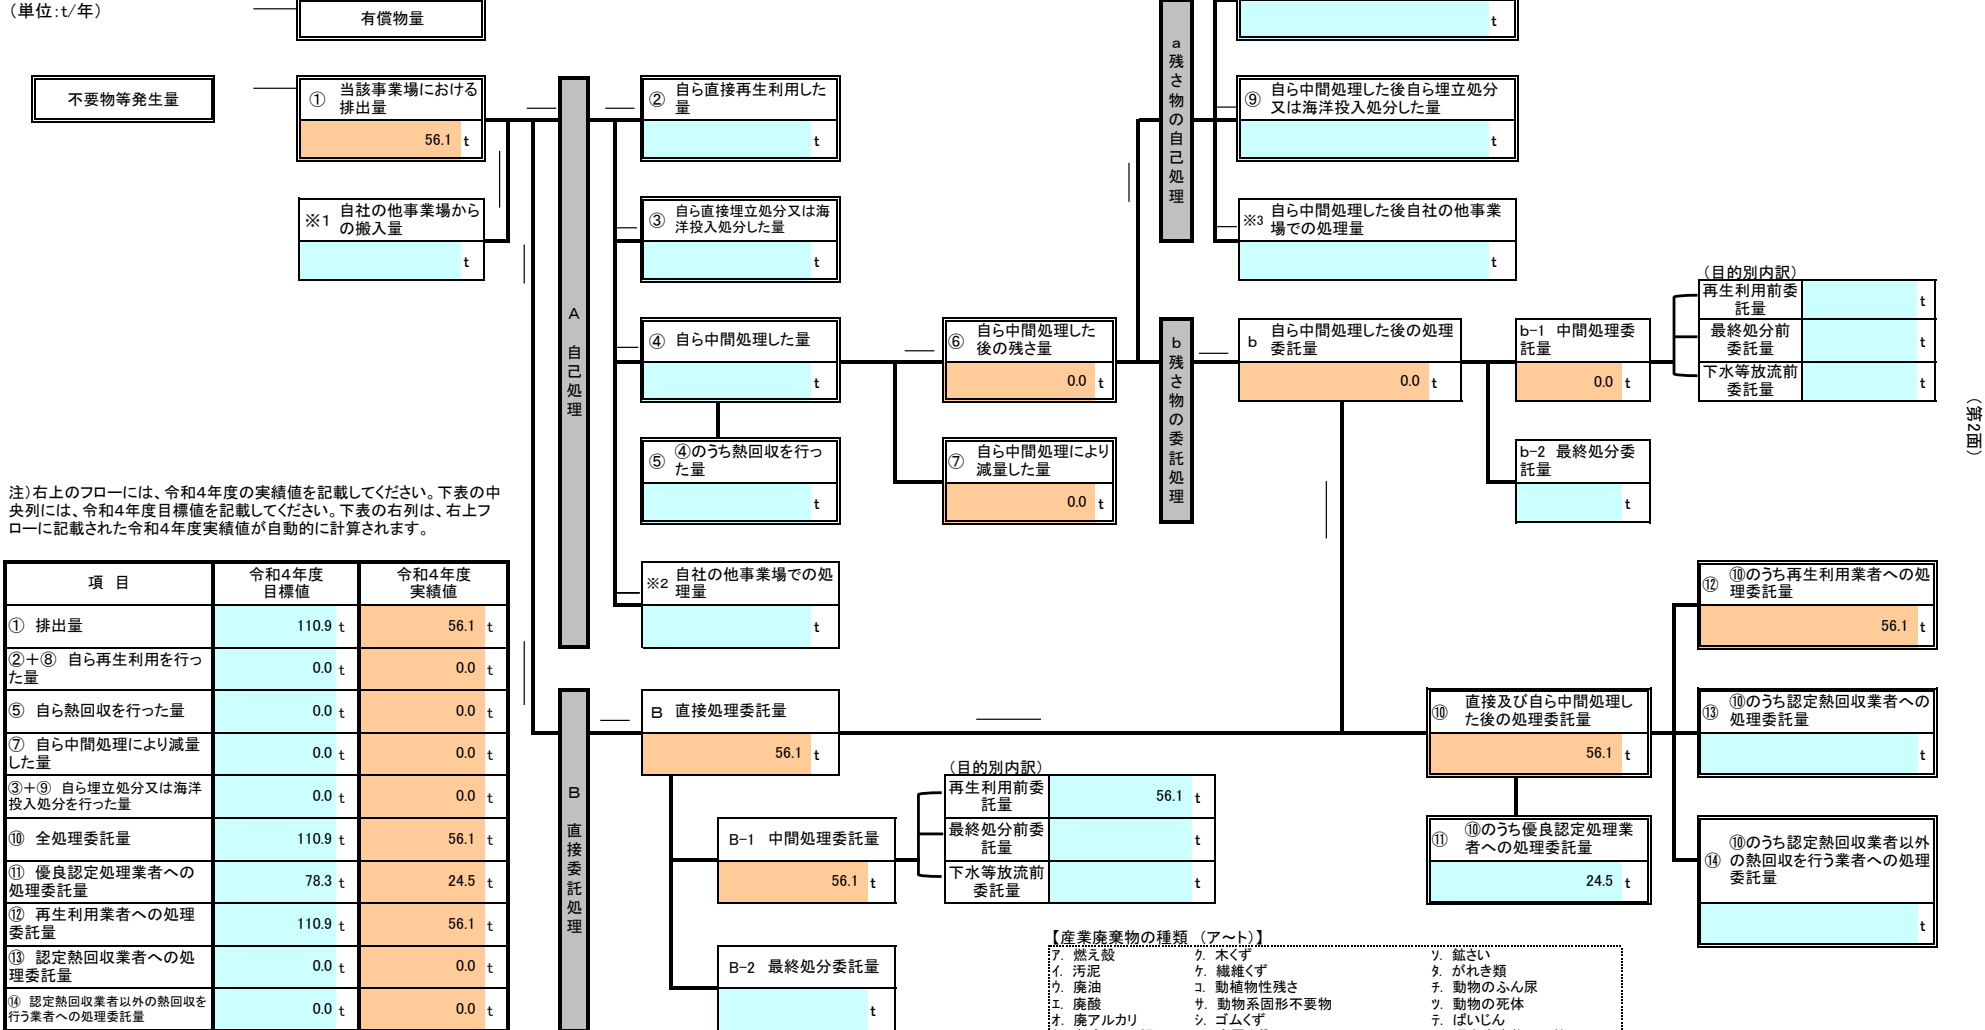 （単位：t/年）
有償物量
t
不要物等発生量
① 当該事業場における
排出量
56.1 t
※1 自社の他事業場から
の搬入量
t
A 自己処理
② 自ら直接再生利用した
量
t
③ 自ら直接埋立処分又は海
洋投入処分した量
t
④ 自ら中間処理した量
t
⑤ ④のうち熱回収を行っ
た量
t
※2 自社の他事業場での処
理量
t
⑥ 自ら中間処理した
後の残さ量
0.0 t
⑦ 自ら中間処理により
減量した量
0.0 t
a 残さ物の自己処理
⑨ 自ら中間処理した後自ら埋立処分
又は海洋投入処分した量
t
※3 自ら中間処理した後自社の他事業
場での処理量
t
b 残さ物の委託処理
b 自ら中間処理した後の処理
委託量
0.0 t
b-1 中間処理委
託量
0.0 t
（目的別内訳）
再生利用前委
託量
t
最終処分前
委託量
t
下水等放流前
委託量
t
b-2 最終処分委
託量
t
（第2面）
注）右上のフローには、令和４年度の実績値を記載してください。下表の中
央列には、令和４年度目標値を記載してください。下表の右列は、右上フ
ローに記載された令和４年度実績値が自動的に計算されます。
項 目 令和４年度
目標値 令和４年度
実績値
① 排出量 110.9 t 56.1 t
②＋⑧ 自ら再生利用を行っ
た量 0.0 t 0.0 t
⑤ 自ら熱回収を行った量 0.0 t 0.0 t
⑦ 自ら中間処理により減量
した量 0.0 t 0.0 t
③＋⑨ 自ら埋立処分又は海洋
投入処分を行った量 0.0 t 0.0 t
⑩ 全処理委託量 110.9 t 56.1 t
⑪ 優良認定処理業者への
処理委託量 78.3 t 24.5 t
⑫ 再生利用業者への処理
委託量 110.9 t 56.1 t
⑬ 認定熱回収業者への処
理委託量 0.0 t 0.0 t
⑭ 認定熱回収業者以外の熱回収を
行う業者への処理委託量 0.0 t 0.0 t
B 直接委託処理
B 直接処理委託量
56.1 t
B-1 中間処理委託量
56.1 t
（目的別内訳）
再生利用前委
託量
56.1 t
最終処分前委
託量
t
下水等放流前
委託量
t
B-2 最終処分委託量
t
⑩ 直接及び自ら中間処理し
た後の処理委託量
56.1 t
⑪ ⑩のうち優良認定処理業
者への処理委託量
24.5 t
⑫ ⑩のうち再生利用業者への処
理委託量
56.1 t
⑬ ⑩のうち認定熱回収業者への
処理委託量
t
⑭ ⑩のうち認定熱回収業者以外
の熱回収を行う業者への処理
委託量
t
【産業廃棄物の種類 （ア～ト）】
ア. 燃え殻 ク. 木くず ソ. 鉱さい
イ. 汚泥 ケ. 繊維くず タ. がれき類
ウ. 廃油 コ. 動植物性残さ チ. 動物のふん尿
エ. 廃酸 サ. 動物系固形不要物 ツ. 動物の死体
オ. 廃アルカリ シ. ゴムくず テ. ばいじん